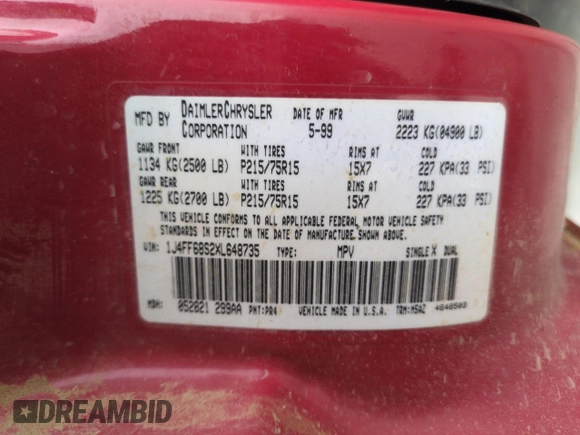 MFD BY DAIMLERCHRYSLER CORPORATION DATE OF MFR 5-99 GVWR 2223 KG(04900 LB)
GAWR FRONT WITH TIRES RIMS AT COLD
1134 KG(2500 LB) P215/75R15 15X7 227 KPA(33 PSI)
GAWR REAR WITH TIRES RIMS AT COLD
1225 KG(2700 LB) P215/75R15 15X7 227 KPA(33 PSI)
THIS VEHICLE CONFORMS TO ALL APPLICABLE FEDERAL MOTOR VEHICLE SAFETY
STANDARDS IN EFFECT ON THE DATE OF MANUFACTURE SHOWN ABOVE.
VIN: 1J4FF68S2XL648735 TYPE: MPV SINGLE X DUAL
MDH: 052821 299AA PNT:PR4 VEHICLE MADE IN U.S.A. TRM:H5AZ 4648503
DREAMBID